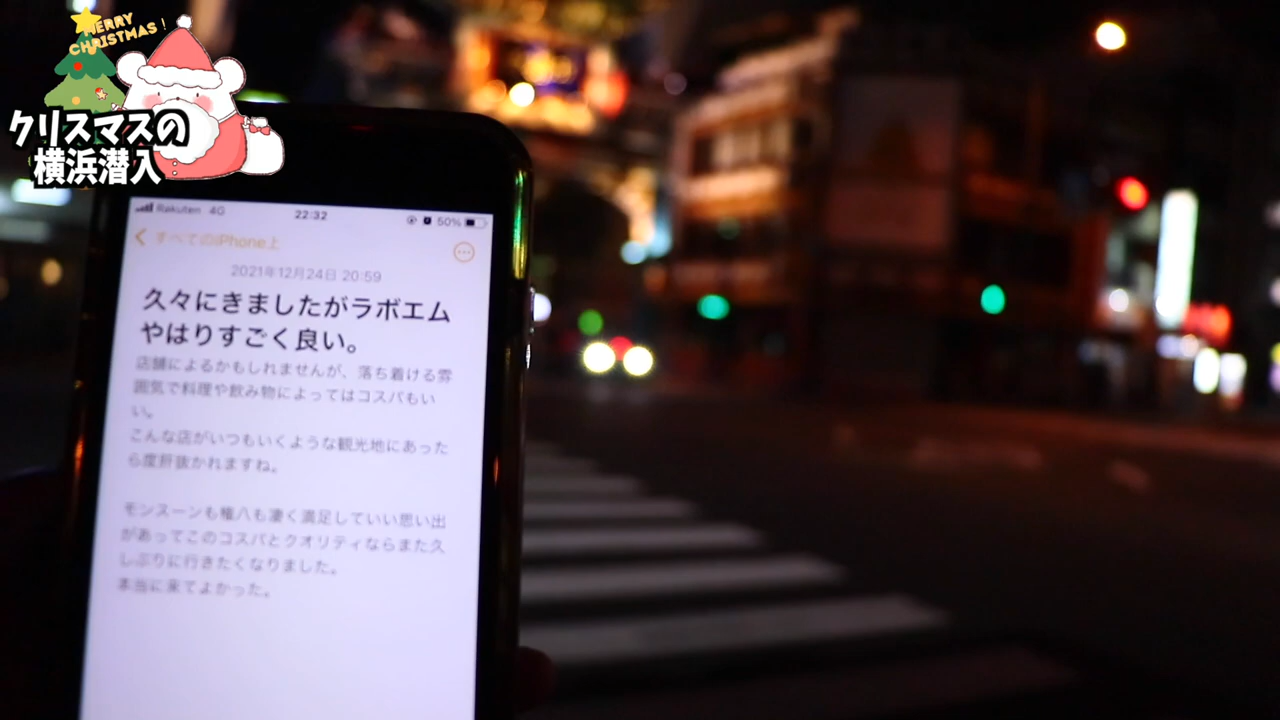 MERRY
CHRISTMAS!
クリスマスの
横浜潜入
Rakuten 4G
22:32
50%
すべてのiPhone上
2021年12月24日 20:59
久々にきましたがラボエム
やはりすごく良い。
店舗によるかもしれませんが、落ち着ける雰
囲気で料理や飲み物によってはコスパもい
い。
こんな店がいつもいくような観光地にあった
ら度肝抜かれますね。
モンスーンも権八も凄く満足していい思い出
があってこのコスパとクオリティならまた久
しぶりに行きたくなりました。
本当に来てよかった。